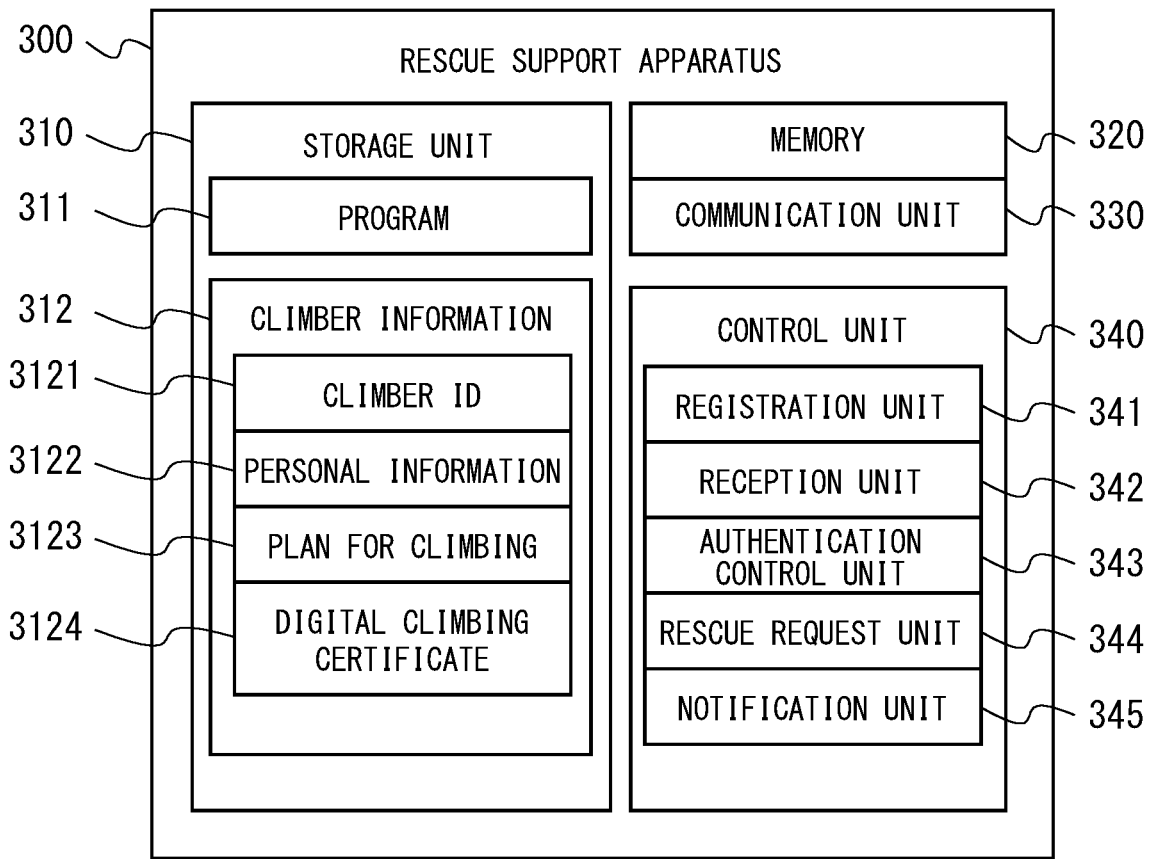 300
RESCUE SUPPORT APPARATUS
310
STORAGE UNIT
311
PROGRAM
312
CLIMBER INFORMATION
3121
CLIMBER ID
3122
PERSONAL INFORMATION
3123
PLAN FOR CLIMBING
3124
DIGITAL CLIMBING
CERTIFICATE
MEMORY
320
COMMUNICATION UNIT
330
CONTROL UNIT
340
REGISTRATION UNIT
341
RECEPTION UNIT
342
AUTHENTICATION
CONTROL UNIT
343
RESCUE REQUEST UNIT
344
NOTIFICATION UNIT
345